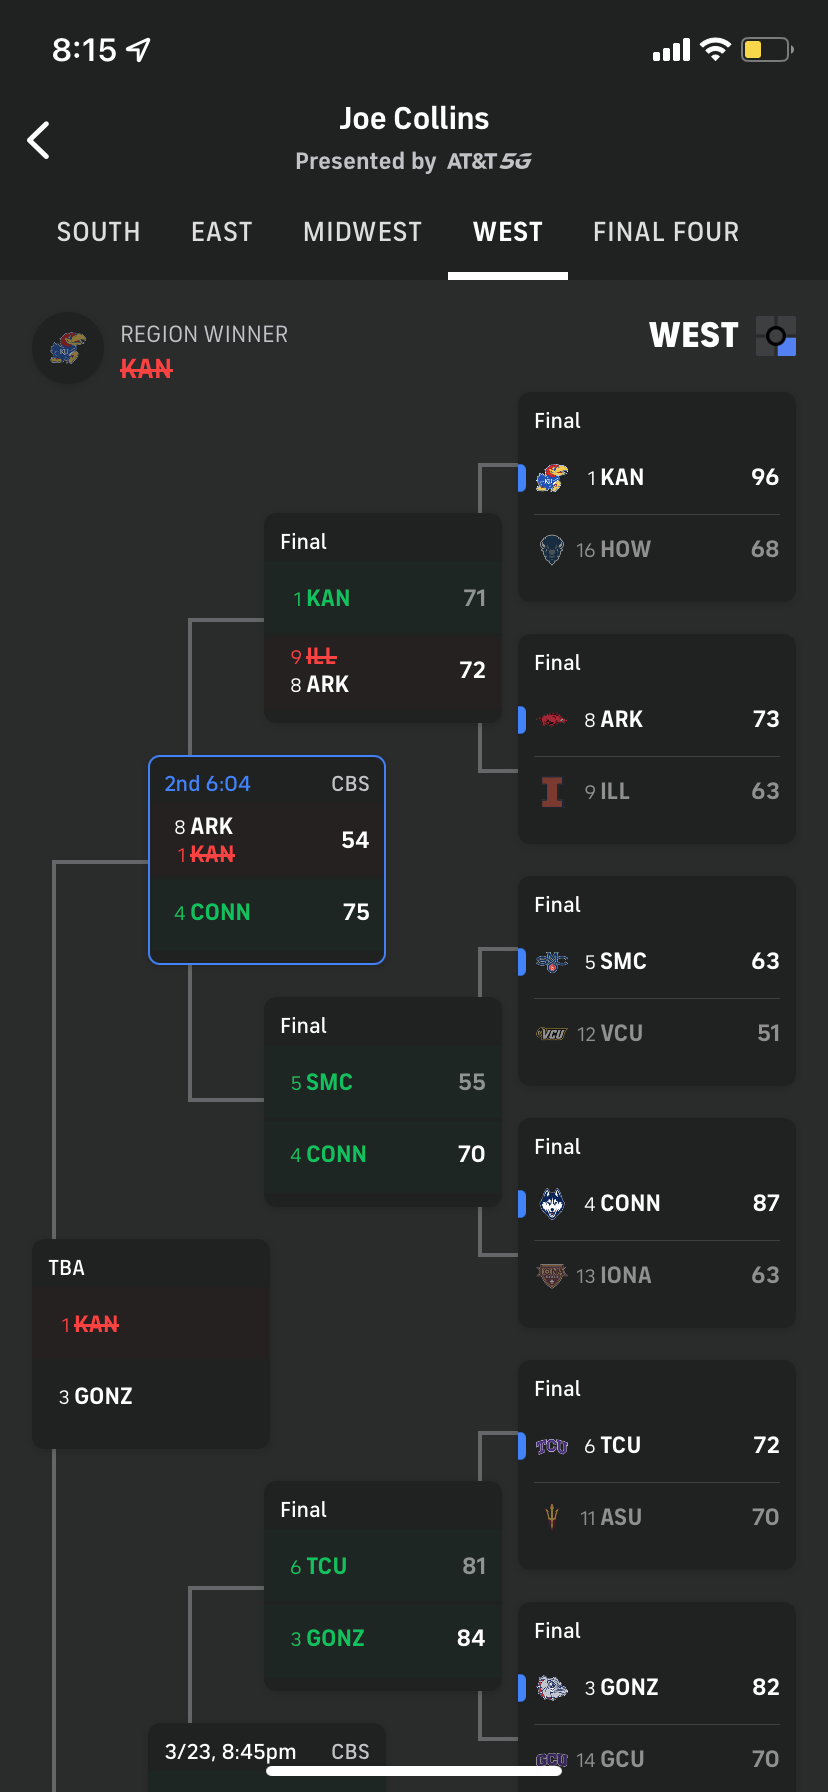 8:15
Joe Collins
Presented by AT&T 5G
SOUTH EAST MIDWEST WEST FINAL FOUR
REGION WINNER
KAN
WEST
Final
1 KAN 96
16 HOW 68
Final
1 KAN 71
9 ILL
8 ARK 72
Final
8 ARK 73
9 ILL 63
2nd 6:04 CBS
8 ARK 54
1 KAN
4 CONN 75
Final
5 SMC 63
12 VCU 51
Final
5 SMC 55
4 CONN 70
Final
4 CONN 87
13 IONA 63
TBA
1 KAN
3 GONZ
Final
6 TCU 72
11 ASU 70
Final
6 TCU 81
3 GONZ 84
Final
3 GONZ 82
14 GCU 70
3/23, 8:45pm CBS